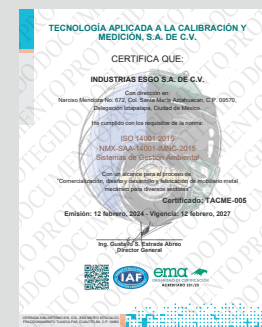 TECNOLOGÍA APLICADA A LA CALIBRACIÓN Y
MEDICIÓN, S.A. DE C.V.
CERTIFICA QUE:
INDUSTRIAS ESGO S.A. DE C.V.
Con dirección en:
Narciso Mendoza No. 672, Col. Santa María Aztahuacan, C.P. 09570,
Delegación Iztapalapa, Ciudad de México.
Ha cumplido con los requisitos de la norma:
ISO 14001:2015
NMX-SAA-14001-IMNC-2015
Sistemas de Gestión Ambiental
Con un alcance para el proceso de
"Comercialización, diseño y desarrollo y fabricación de mobiliario metal
mecánico para diversos sectores"
Certificado: TACME-005
Emisión: 12 febrero, 2024 - Vigencia: 12 febrero, 2027
Ing. Gustavo S. Estrada Abreo
Director General
IAF
ema
ORGANISMO DE CERTIFICACIÓN